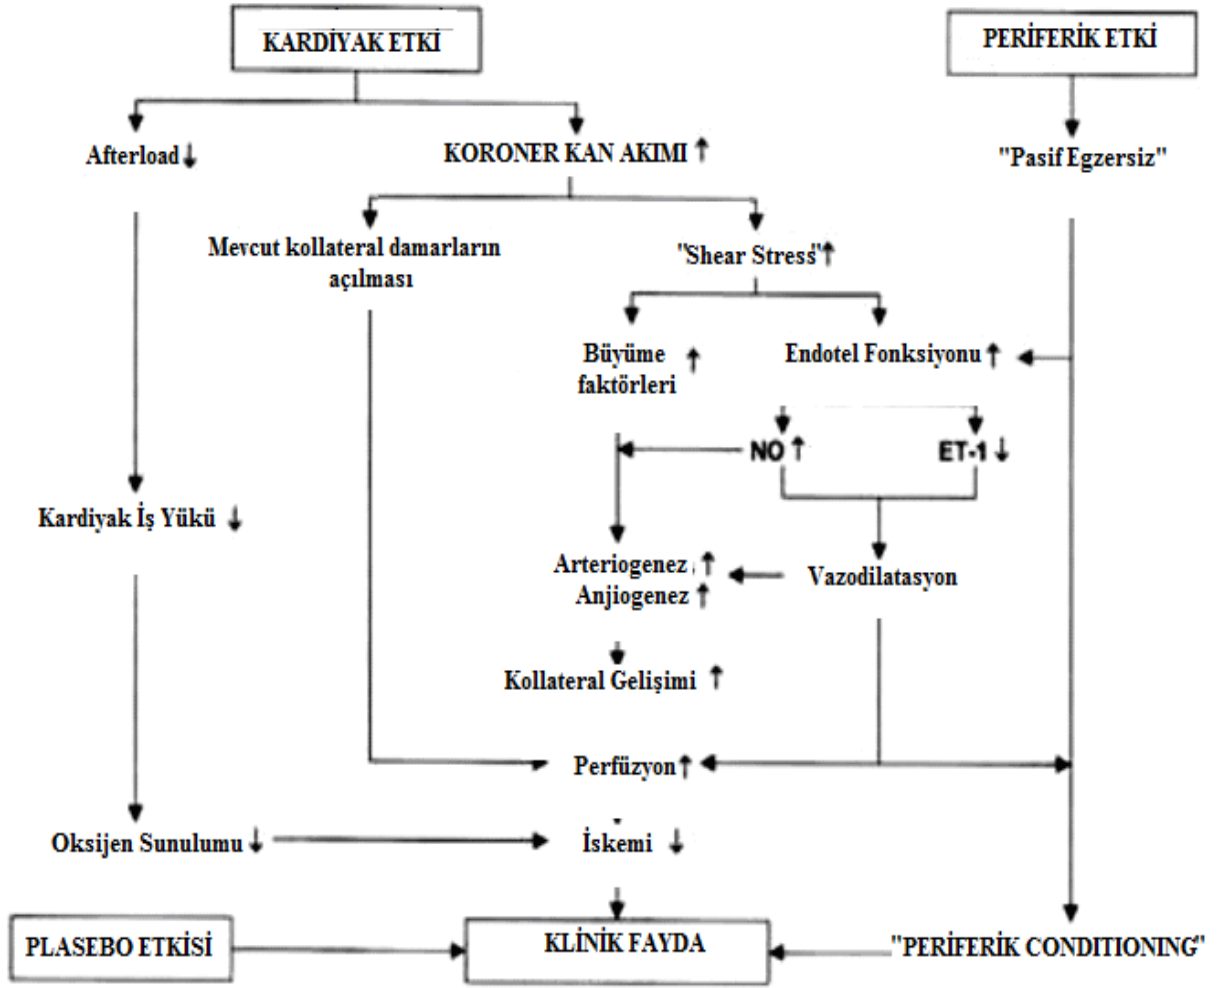 KARDİYAK ETKİ
PERİFERİK ETKİ
Afterload ↓
KORONER KAN AKIMI ↑
"Pasif Egzersiz"
Mevcut kollateral damarların
açılması
"Shear Stress" ↑
Büyüme
faktörleri ↑
Endotel Fonksiyonu ↑
NO ↑
ET-1 ↓
Kardiyak İş Yükü ↓
Arteriogenez ↑
Anjiogenez ↑
Vazodilatasyon
Kollateral Gelişimi ↑
Perfüzyon ↑
Oksijen Sunulumu ↓
İskemi ↓
PLASEBO ETKİSİ
KLİNİK FAYDA
"PERİFERİK CONDITIONING"